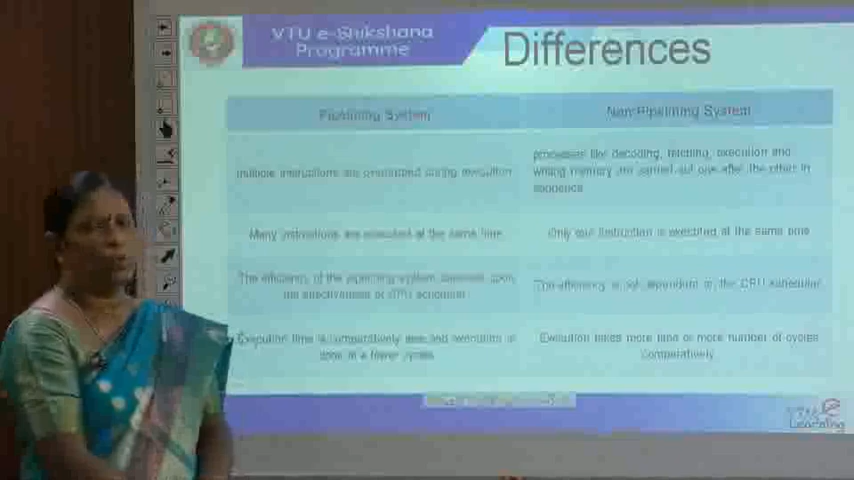 VTU e-Shikshana
Programme
Differences
Pipelining System
Non-Pipelining System
multiple instructions are overlapped during execution
processes like decoding, fetching, execution and
writing memory are carried out one after the other in
sequence
Many instructions are executed at the same time
Only one instruction is executed at the same time
The efficiency of the pipelining system depends upon
the effectiveness of CPU scheduler
The efficiency is not dependent on the CPU scheduler
Execution time is comparatively less and execution is
done in a fewer cycles
Execution takes more time or more number of cycles
comparatively
Learning